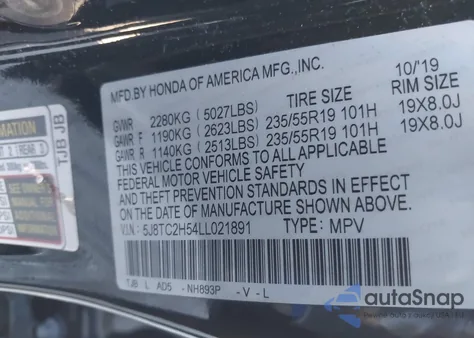 MFD.BY HONDA OF AMERICA MFG.,INC. 10/'19
TIRE SIZE RIM SIZE
GVWR 2280KG (5027LBS)
GAWR F 1190KG (2623LBS) 235/55R19 101H 19X8.0J
GAWR R 1140KG (2513LBS) 235/55R19 101H 19X8.0J
THIS VEHICLE CONFORMS TO ALL APPLICABLE
FEDERAL MOTOR VEHICLE SAFETY
AND THEFT PREVENTION STANDARDS IN EFFECT
ON THE DATE OF MANUFACTURE SHOWN ABOVE.
V.I.N: 5J8TC2H54LL021891 TYPE: MPV
TJB L AD5 - NH893P - V - L
TJB JB
autoSnap